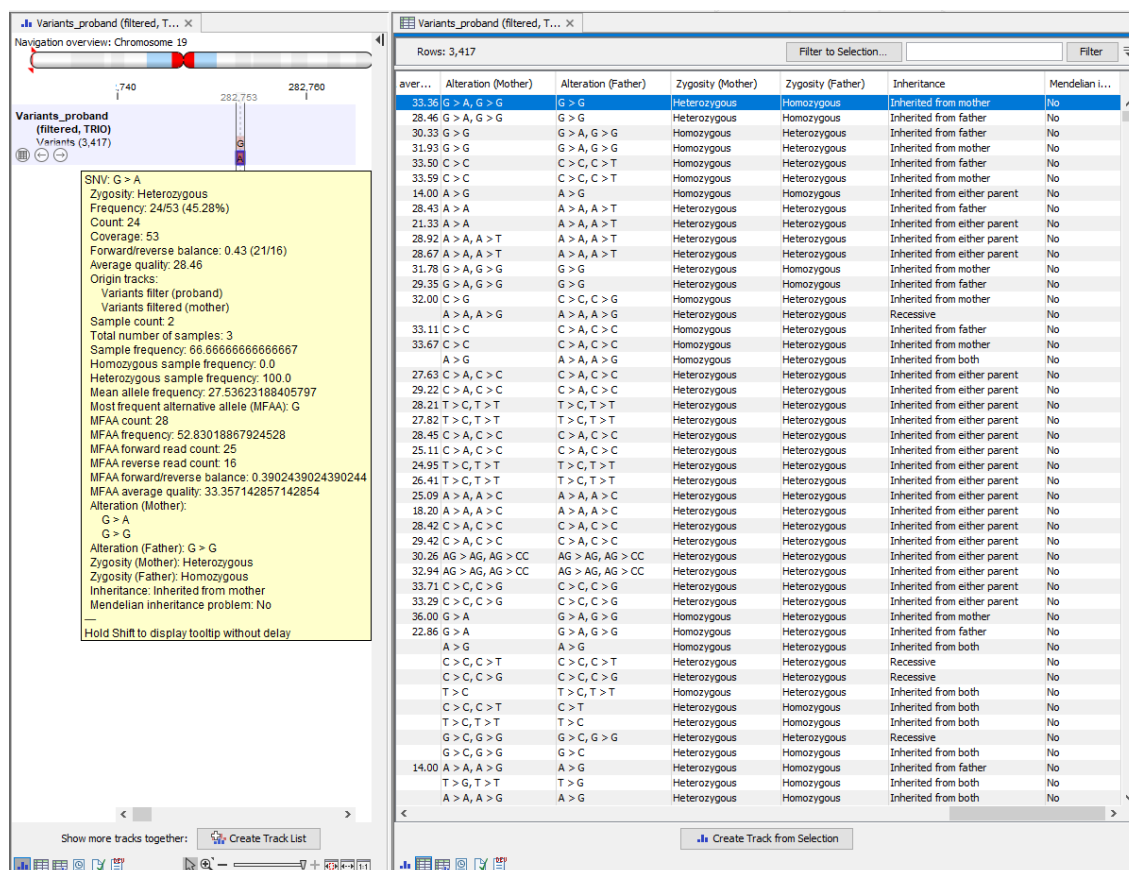 Variants_proband (filtered, T...
Navigation overview: Chromosome 19
,740
282,753
282,760
Variants_proband
(filtered, TRIO)
Variants (3,417)
G
A
SNV: G > A
Zygosity: Heterozygous
Frequency: 24/53 (45.28%)
Count: 24
Coverage: 53
Forward/reverse balance: 0.43 (21/16)
Average quality: 28.46
Origin tracks:
Variants filter (proband)
Variants filtered (mother)
Sample count: 2
Total number of samples: 3
Sample frequency: 66.66666666666667
Homozygous sample frequency: 0.0
Heterozygous sample frequency: 100.0
Mean allele frequency: 27.53623188405797
Most frequent alternative allele (MFAA): G
MFAA count: 28
MFAA frequency: 52.83018867924528
MFAA forward read count: 25
MFAA reverse read count: 16
MFAA forward/reverse balance: 0.3902439024390244
MFAA average quality: 33.357142857142854
Alteration (Mother):
G > A
G > G
Alteration (Father): G > G
Zygosity (Mother): Heterozygous
Zygosity (Father): Homozygous
Inheritance: Inherited from mother
Mendelian inheritance problem: No
—
Hold Shift to display tooltip without delay
Show more tracks together: Create Track List
Variants_proband (filtered, T...
Rows: 3,417 Filter to Selection... Filter
aver... Alteration (Mother) Alteration (Father) Zygosity (Mother) Zygosity (Father) Inheritance Mendelian i...
33.36 G > A, G > G G > G Heterozygous Homozygous Inherited from mother No
28.46 G > A, G > G G > G Heterozygous Homozygous Inherited from father No
30.33 G > G G > A, G > G Homozygous Heterozygous Inherited from father No
31.93 G > G G > A, G > G Homozygous Heterozygous Inherited from mother No
33.50 C > C C > C, C > T Homozygous Heterozygous Inherited from father No
33.59 C > C C > C, C > T Homozygous Heterozygous Inherited from mother No
14.00 A > G A > G Homozygous Homozygous Inherited from either parent No
28.43 A > A A > A, A > T Homozygous Heterozygous Inherited from father No
21.33 A > A A > A, A > T Homozygous Heterozygous Inherited from either parent No
28.92 A > A, A > T A > A, A > T Heterozygous Heterozygous Inherited from either parent No
28.67 A > A, A > T A > A, A > T Heterozygous Heterozygous Inherited from either parent No
31.78 G > A, G > G G > G Heterozygous Homozygous Inherited from mother No
29.35 G > A, G > G G > G Heterozygous Homozygous Inherited from father No
32.00 C > G C > C, C > G Homozygous Heterozygous Inherited from mother No
A > A, A > G A > A, A > G Heterozygous Heterozygous Recessive No
33.11 C > C C > A, C > C Homozygous Heterozygous Inherited from father No
33.67 C > C C > A, C > C Homozygous Heterozygous Inherited from mother No
A > G A > A, A > G Homozygous Heterozygous Inherited from both No
27.63 C > A, C > C C > A, C > C Heterozygous Heterozygous Inherited from either parent No
29.22 C > A, C > C C > A, C > C Heterozygous Heterozygous Inherited from either parent No
28.21 T > C, T > T T > C, T > T Heterozygous Heterozygous Inherited from either parent No
27.82 T > C, T > T T > C, T > T Heterozygous Heterozygous Inherited from either parent No
28.45 C > A, C > C C > A, C > C Heterozygous Heterozygous Inherited from either parent No
25.11 C > A, C > C C > A, C > C Heterozygous Heterozygous Inherited from either parent No
24.95 T > C, T > T T > C, T > T Heterozygous Heterozygous Inherited from either parent No
26.41 T > C, T > T T > C, T > T Heterozygous Heterozygous Inherited from either parent No
25.09 A > A, A > C A > A, A > C Heterozygous Heterozygous Inherited from either parent No
18.20 A > A, A > C A > A, A > C Heterozygous Heterozygous Inherited from either parent No
28.42 C > A, C > C C > A, C > C Heterozygous Heterozygous Inherited from either parent No
29.42 C > A, C > C C > A, C > C Heterozygous Heterozygous Inherited from either parent No
30.26 AG > AG, AG > CC AG > AG, AG > CC Heterozygous Heterozygous Inherited from either parent No
32.94 AG > AG, AG > CC AG > AG, AG > CC Heterozygous Heterozygous Inherited from either parent No
33.71 C > C, C > G C > C, C > G Heterozygous Heterozygous Inherited from either parent No
33.29 C > C, C > G C > C, C > G Heterozygous Heterozygous Inherited from either parent No
36.00 G > A G > A, G > G Homozygous Heterozygous Inherited from mother No
22.86 G > A G > A, G > G Homozygous Heterozygous Inherited from father No
A > G A > G Homozygous Homozygous Inherited from both No
C > C, C > T C > C, C > T Heterozygous Heterozygous Recessive No
C > C, C > G C > C, C > G Heterozygous Heterozygous Recessive No
T > C T > C, T > T Homozygous Heterozygous Inherited from both No
C > C, C > T C > T Heterozygous Homozygous Inherited from both No
T > C, T > T T > C Heterozygous Homozygous Inherited from both No
G > C, G > G G > C, G > G Heterozygous Heterozygous Recessive No
G > C, G > G G > C Heterozygous Homozygous Inherited from both No
14.00 A > A, A > G A > G Heterozygous Homozygous Inherited from father No
T > G, T > T T > G Heterozygous Homozygous Inherited from both No
A > A, A > G A > G Heterozygous Homozygous Inherited from both No
Create Track from Selection